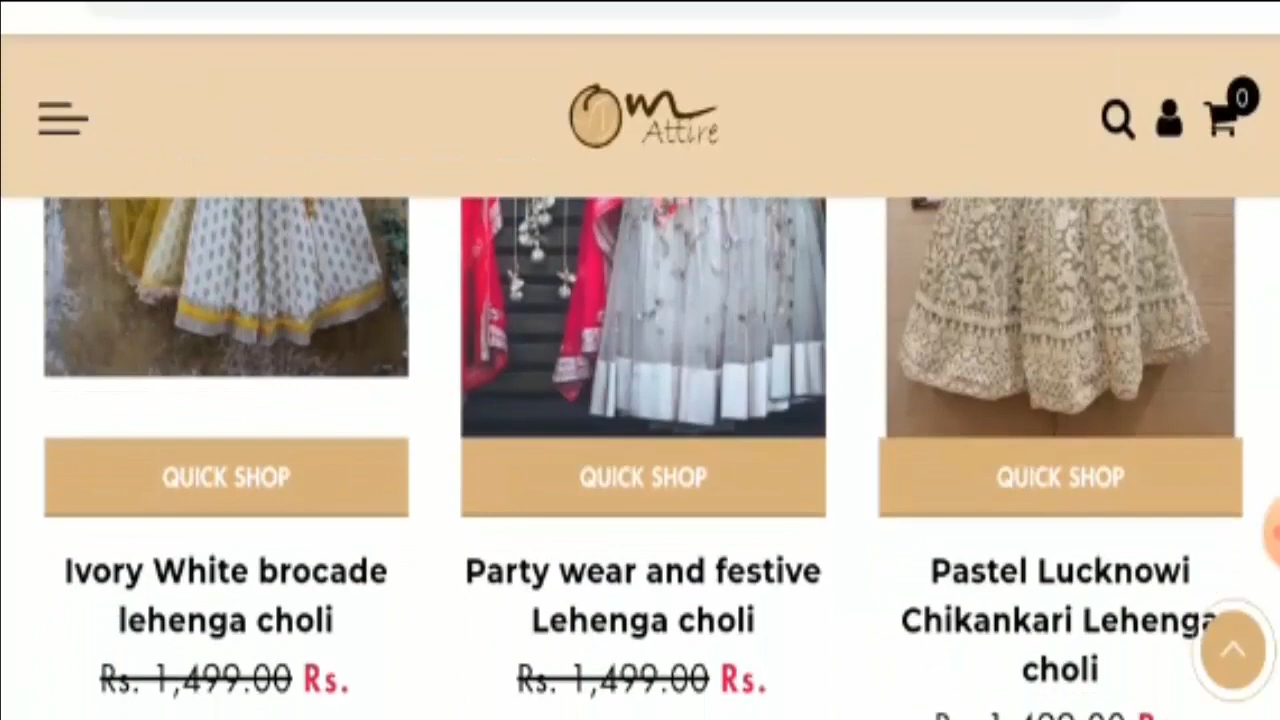 Om
Attire
0
QUICK SHOP
QUICK SHOP
QUICK SHOP
Ivory White brocade
lehenga choli
Rs. 1,499.00 Rs.
Party wear and festive
Lehenga choli
Rs. 1,499.00 Rs.
Pastel Lucknowi
Chikankari Lehenga
choli